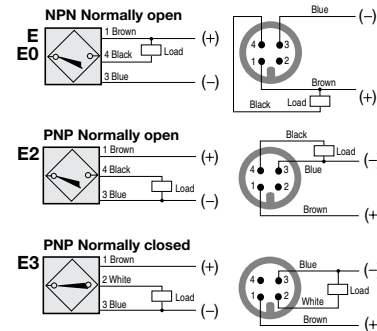 NPN Normally open
E
E0
1 Brown
(+)
4 Black
Load
3 Blue
(–)
Blue
(–)
4 3
1 2
Brown
(+)
Black
Load
PNP Normally open
E2
1 Brown
(+)
4 Black
Load
3 Blue
(–)
Black
Load
(–
Blue
4 3
1 2
Brown
(+
PNP Normally closed
E3
1 Brown
(+)
2 White
Load
3 Blue
(–)
Blue
(–
4 3
Load
1 2
White
Brown
(+